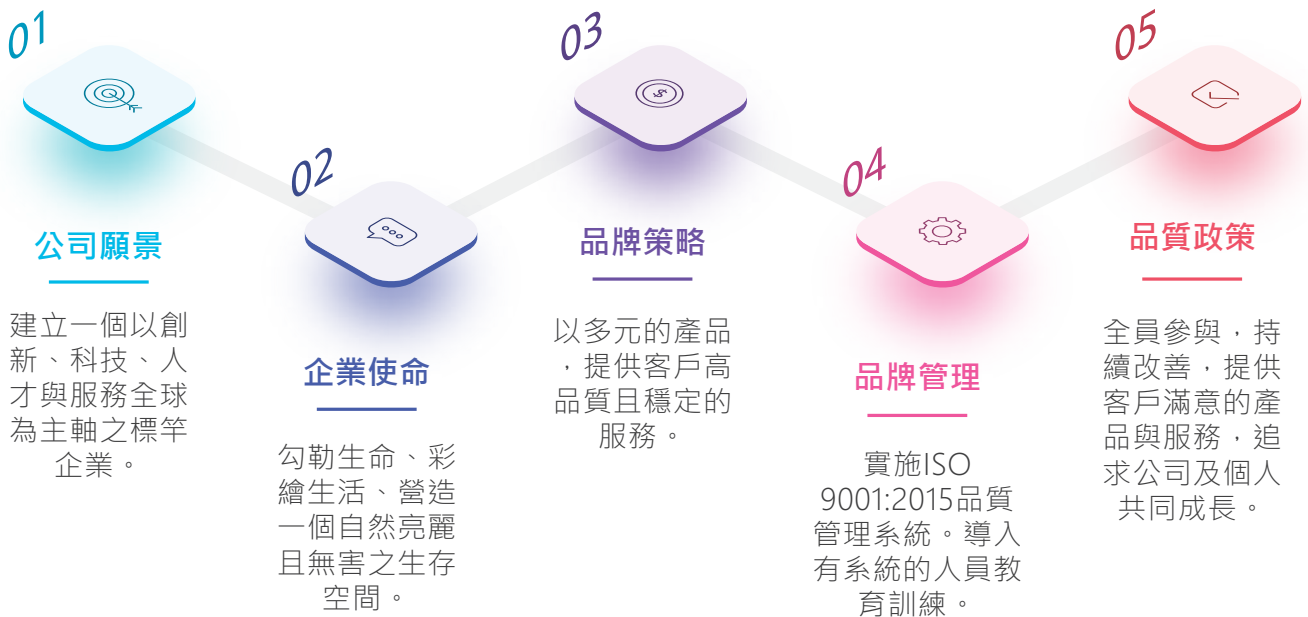 01
公司願景
建立一個以創
新、科技、人
才與服務全球
為主軸之標竿
企業。
02
企業使命
勾勒生命、彩
繪生活、營造
一個自然亮麗
且無害之生存
空間。
03
品牌策略
以多元的產品
，提供客戶高
品質且穩定的
服務。
04
品牌管理
實施ISO
9001:2015品質
管理系統。導入
有系統的人員教
育訓練。
05
品質政策
全員參與，持
續改善，提供
客戶滿意的產
品與服務，追
求公司及個人
共同成長。